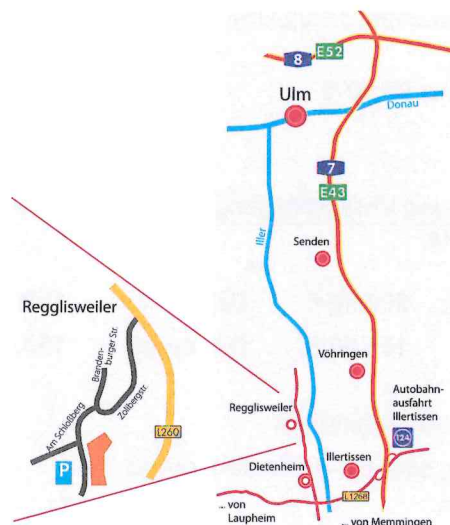 E52
8
Ulm
Donau
7
E43
Iller
Senden
Regglisweiler
Branden-
burger Str.
Zollbergstr.
Am Schloßberg
L260
P
Vöhringen
Autobahn-
ausfahrt
Illertissen
124
Regglisweiler
Illertissen
Dietenheim
L1268
... von
Laupheim
... von Memmingen